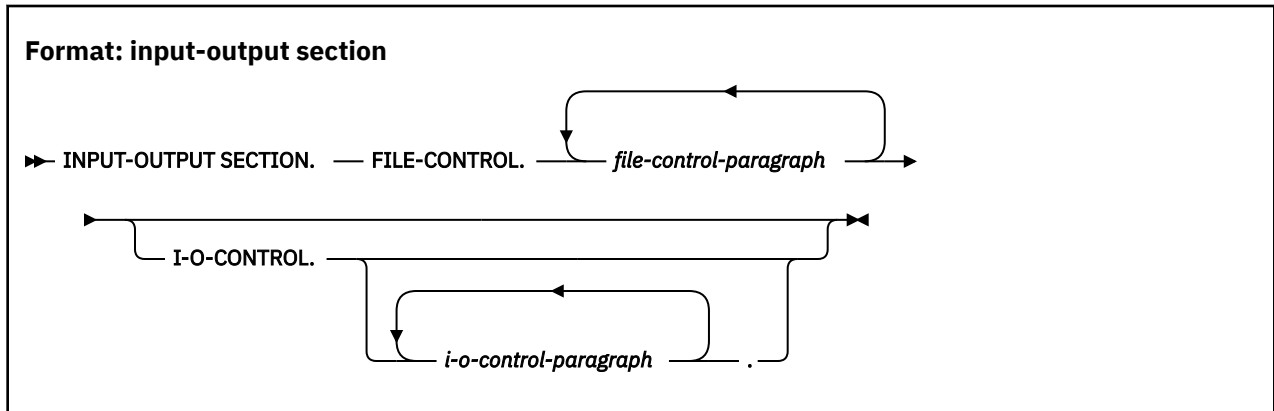 Format: input-output section
INPUT-OUTPUT SECTION. FILE-CONTROL. file-control-paragraph
I-O-CONTROL.
i-o-control-paragraph .